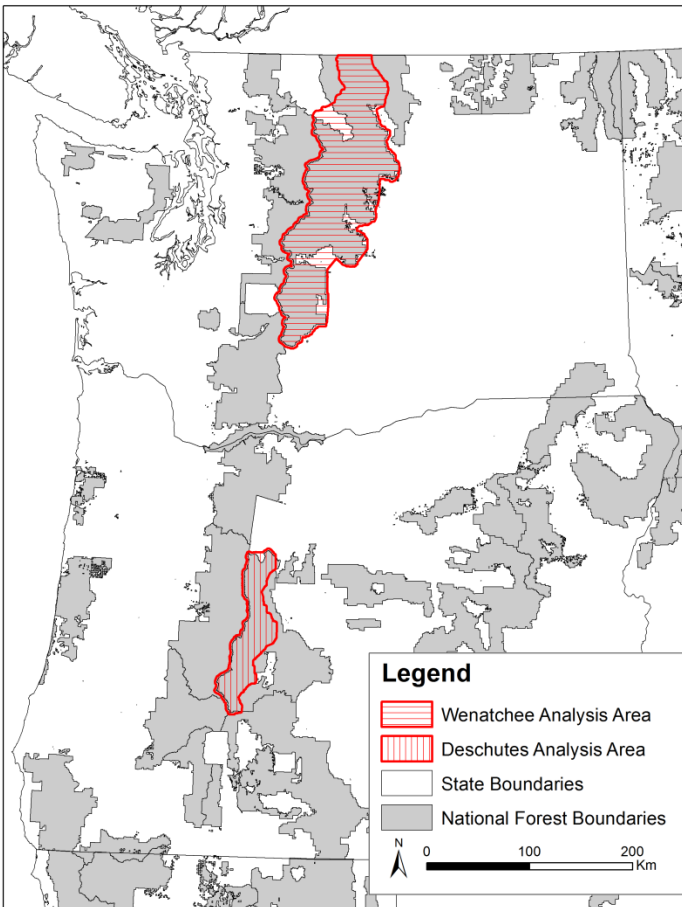 Legend
Wenatchee Analysis Area
Deschutes Analysis Area
State Boundaries
National Forest Boundaries
N
0 100 200
Km